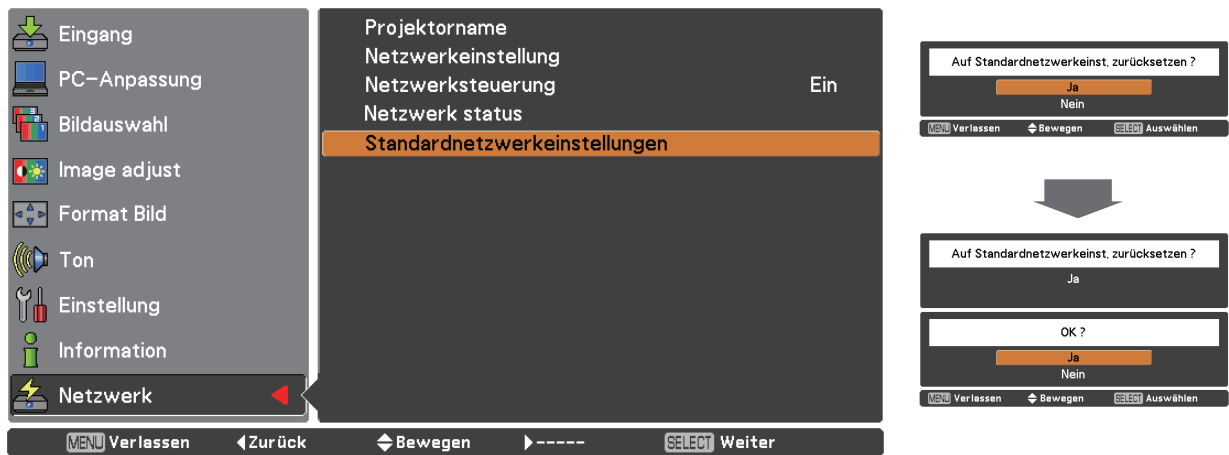 Eingang
PC-Anpassung
Bildauswahl
Image adjust
Format Bild
Ton
Einstellung
Information
Netzwerk
Projektorname
Netzwerkeinstellung
Netzwerksteuerung Ein
Netzwerk status
Standardnetzwerkeinstellungen
MENU Verlassen Zurück Bewegen ----- SELECT Weiter
Auf Standardnetzwerkeinst. zurücksetzen ?
Ja
Nein
MENU Verlassen Bewegen SELECT Auswählen
Auf Standardnetzwerkeinst. zurücksetzen ?
Ja
OK ?
Ja
Nein
MENU Verlassen Bewegen SELECT Auswählen